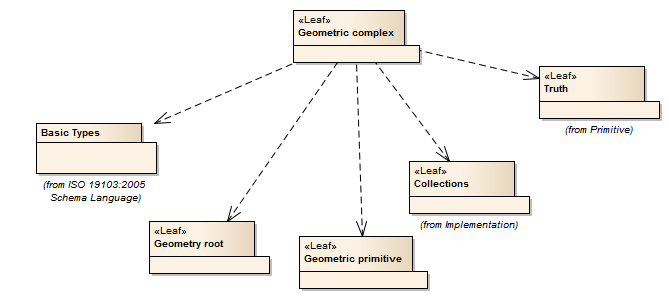 «Leaf»
Geometric complex
«Leaf»
Truth
(from Primitive)
Basic Types
(from ISO 19103:2005
Schema Language)
«Leaf»
Collections
(from Implementation)
«Leaf»
Geometry root
«Leaf»
Geometric primitive